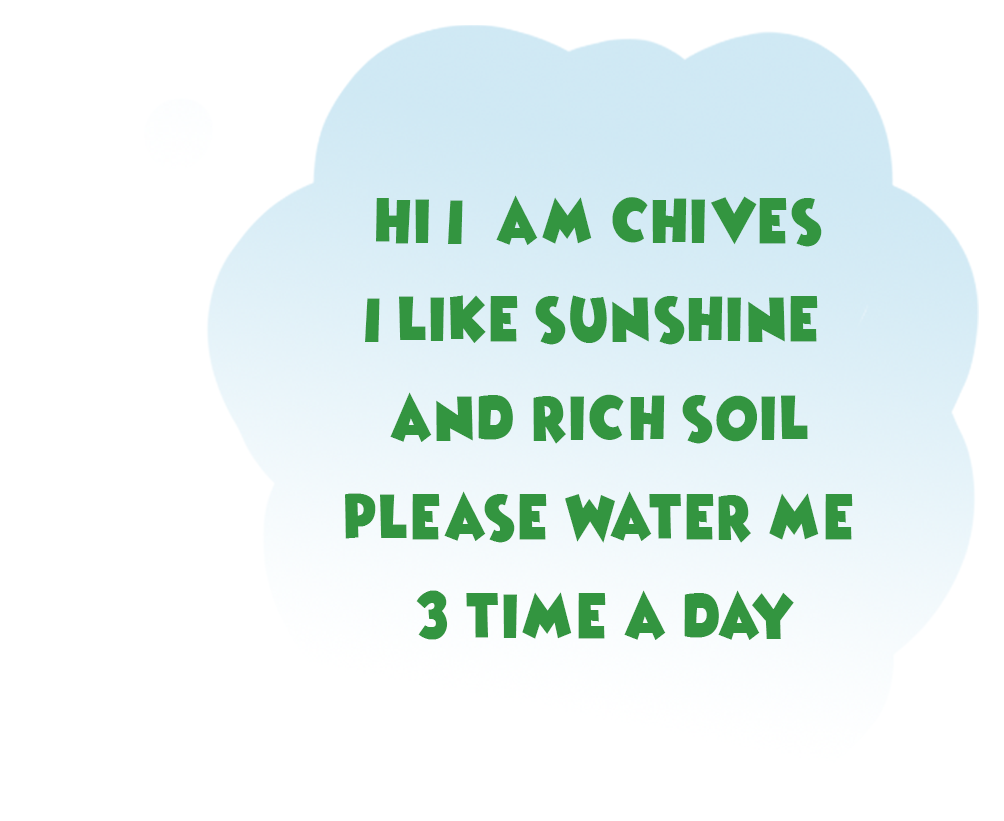 HI I AM CHIVES
I LIKE SUNSHINE
AND RICH SOIL
PLEASE WATER ME
3 TIME A DAY